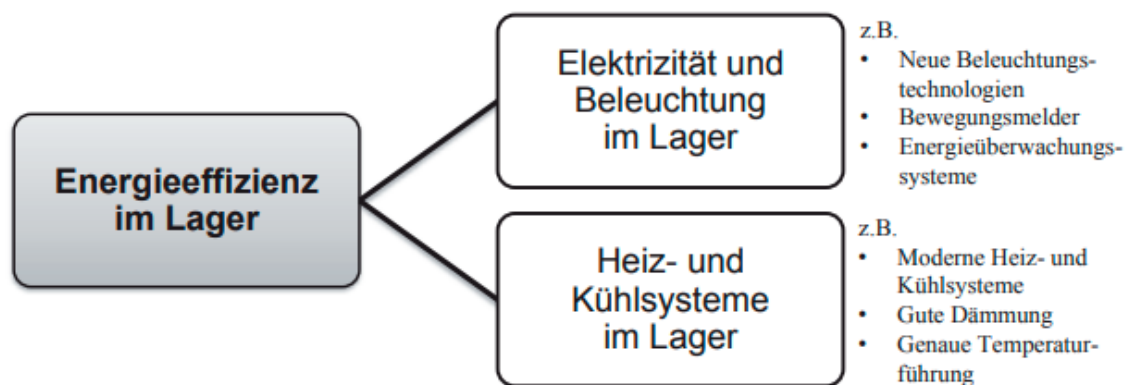 Energieeffizienz
im Lager
Elektrizität und
Beleuchtung
im Lager
z.B.
• Neue Beleuchtungs-
technologien
• Bewegungsmelder
• Energieüberwachungs-
systeme
Heiz- und
Kühlsysteme
im Lager
z.B.
• Moderne Heiz- und
Kühlsysteme
• Gute Dämmung
• Genaue Temperatur-
führung